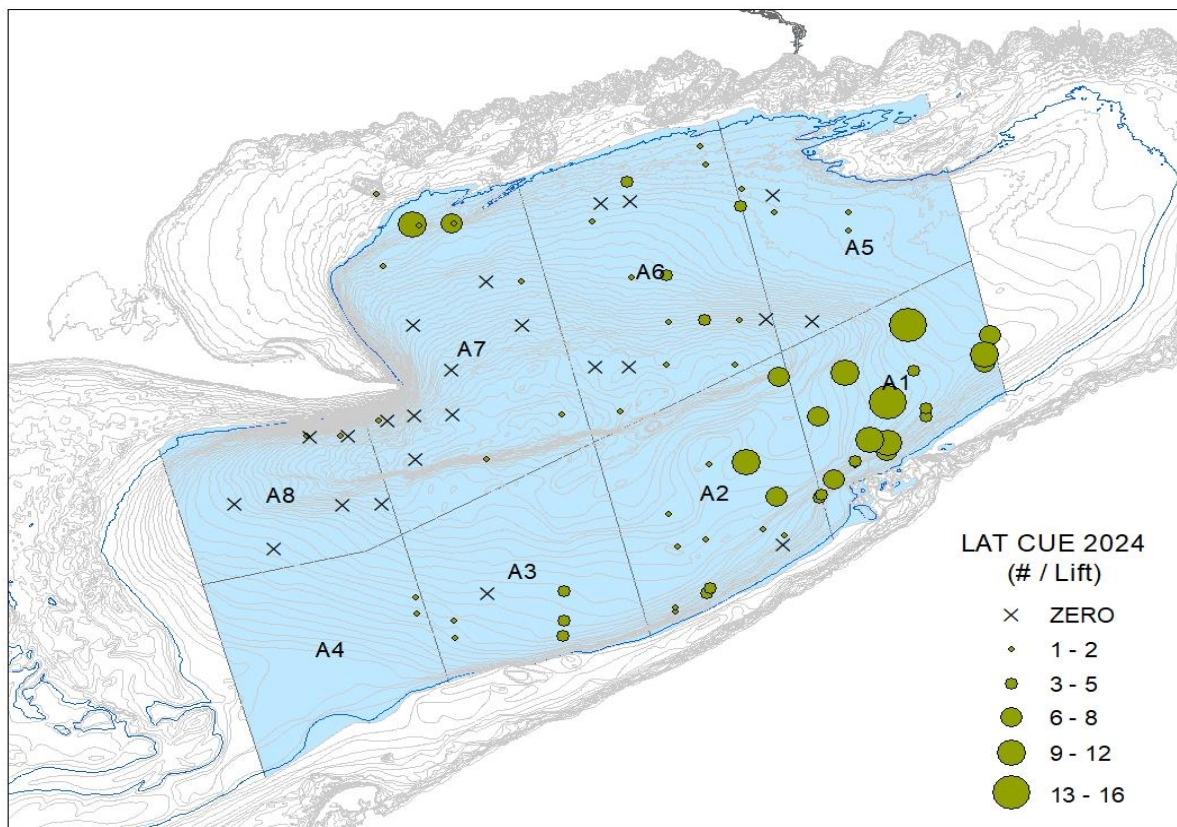 A5
A6
A7
A1
A8
A2
A3
A4
LAT CUE 2024
(# / Lift)
ZERO
1 - 2
3 - 5
6 - 8
9 - 12
13 - 16